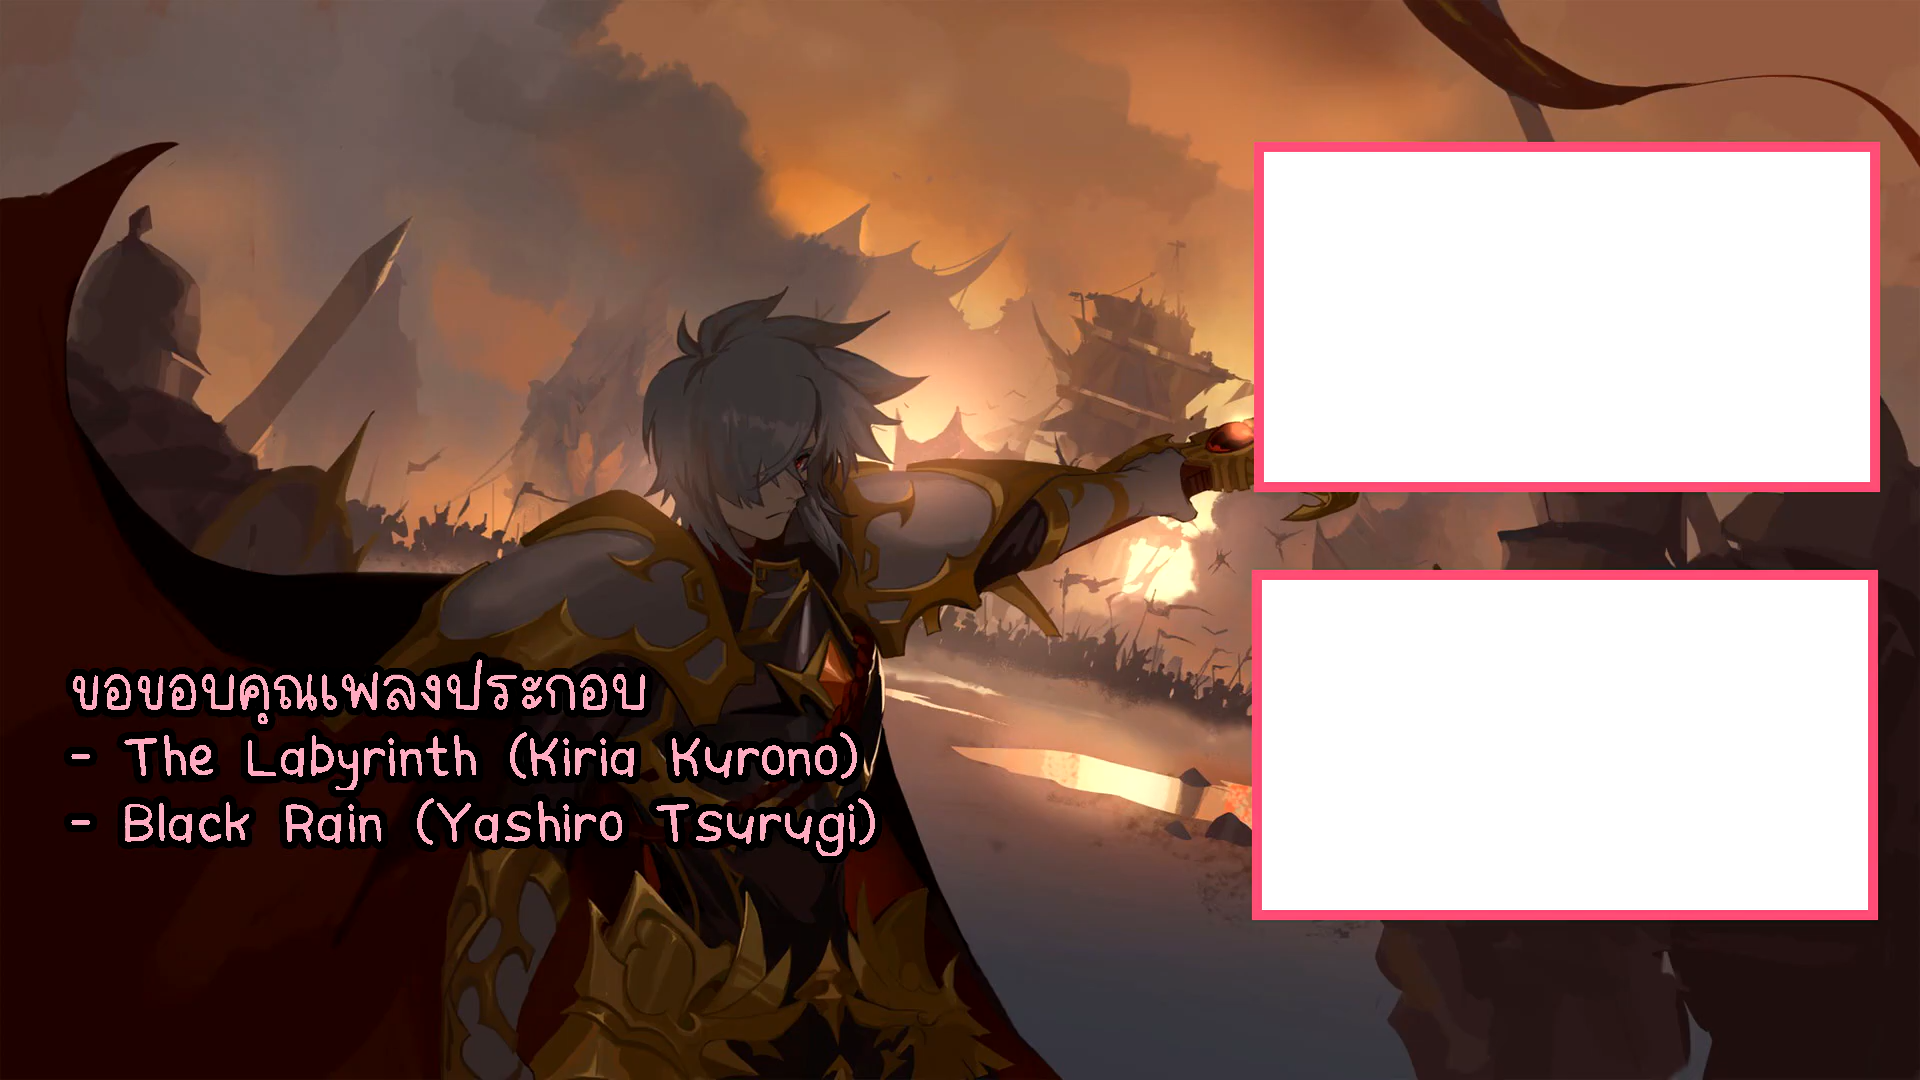 ขอขอบคุณเพลงประกอบ
- The Labyrinth (Kiria Kurono)
- Black Rain (Yashiro Tsurugi)